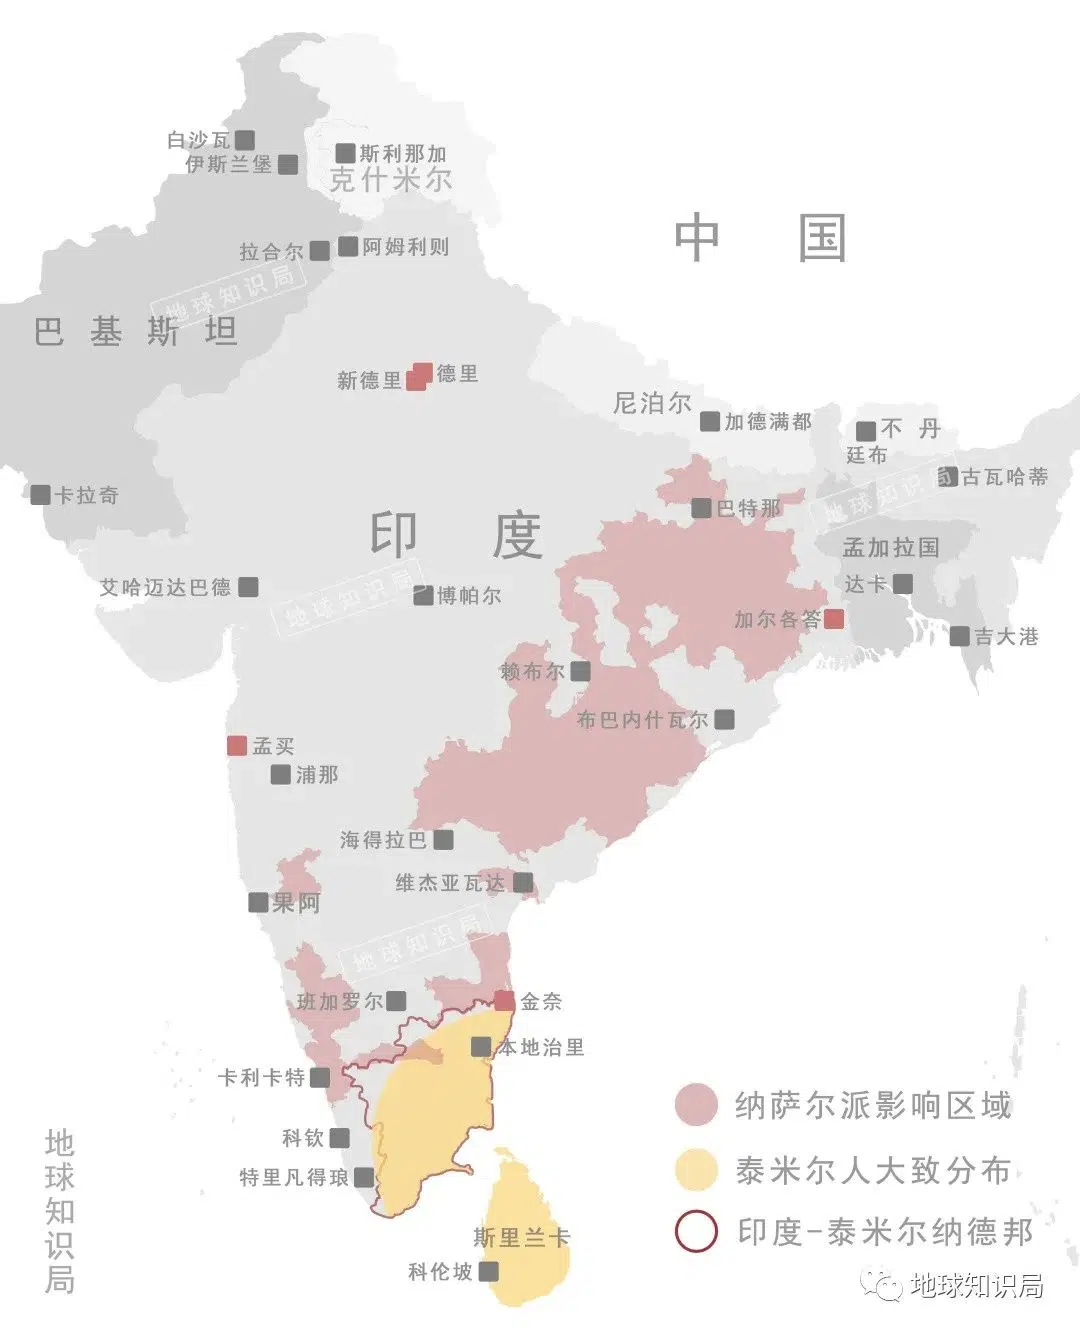 白沙瓦
伊斯兰堡
斯利那加
克什米尔
中国
拉合尔
阿姆利则
地球知识局
巴基斯坦
新德里
德里
尼泊尔
加德满都
不丹
廷布
古瓦哈蒂
地球知识局
卡拉奇
巴特那
印度
孟加拉国
艾哈迈达巴德
地球知识局
博帕尔
达卡
加尔各答
吉大港
赖布尔
布巴内什瓦尔
孟买
浦那
海得拉巴
维杰亚瓦达
果阿
地球知识局
班加罗尔
金奈
本地治里
卡利卡特
纳萨尔派影响区域
科钦
泰米尔人大致分布
特里凡得琅
斯里兰卡
印度-泰米尔纳德邦
科伦坡
地球知识局
地球知识局